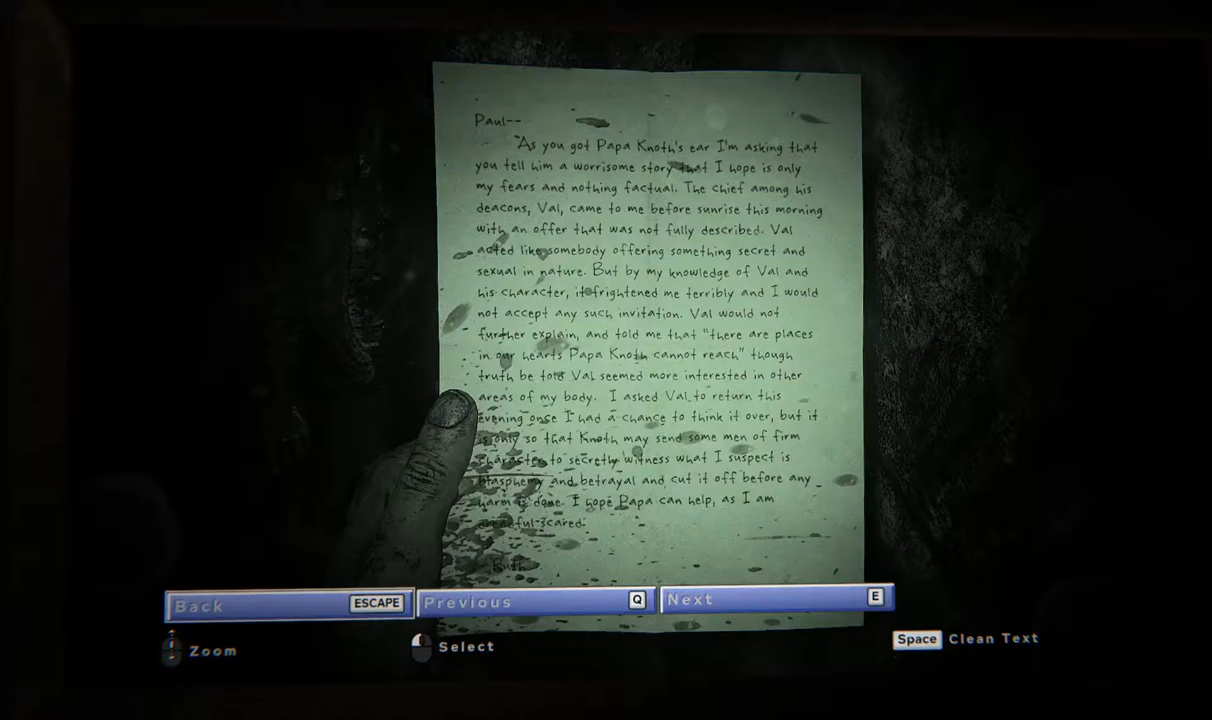 Paul--
As you got Papa Knoth's ear I'm asking that
you tell him a worrisome story that I hope is only
my fears and nothing factual. The chief among his
deacons, Val, came to me before sunrise this morning
with an offer that was not fully described. Val
acted like somebody offering something secret and
sexual in nature. But by my knowledge of Val and
his character, it frightened me terribly and I would
not accept any such invitation. Val would not
further explain, and told me that "there are places
in our hearts Papa Knoth cannot reach" though
truth be told Val seemed more interested in other
areas of my body. I asked Val to return this
evening once I had a chance to think it over, but it
is only so that Knoth may send some men of firm
character to secretly witness what I suspect is
blasphemy and betrayal and cut it off before any
harm is done. I hope Papa can help, as I am
dreadful scared.
Ruth
Back ESCAPE Previous Q Next E
Zoom Select Space Clean Text